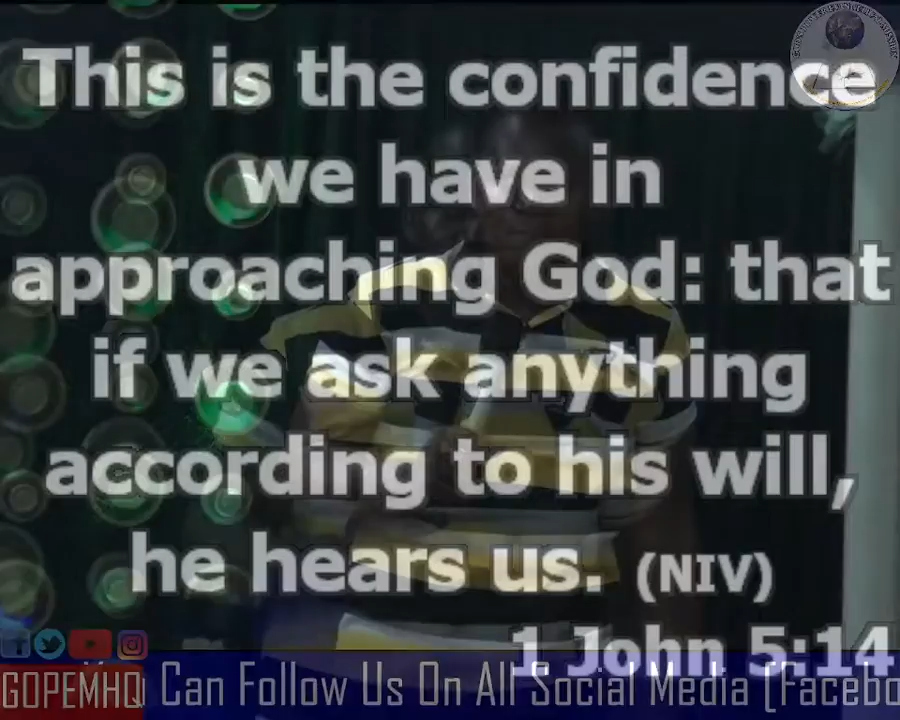 This is the confidence
we have in
approaching God: that
if we ask anything
according to his will,
he hears us. (NIV)
1 John 5:14
GOPEMHQ Can Follow Us On All Social Media (Facebo